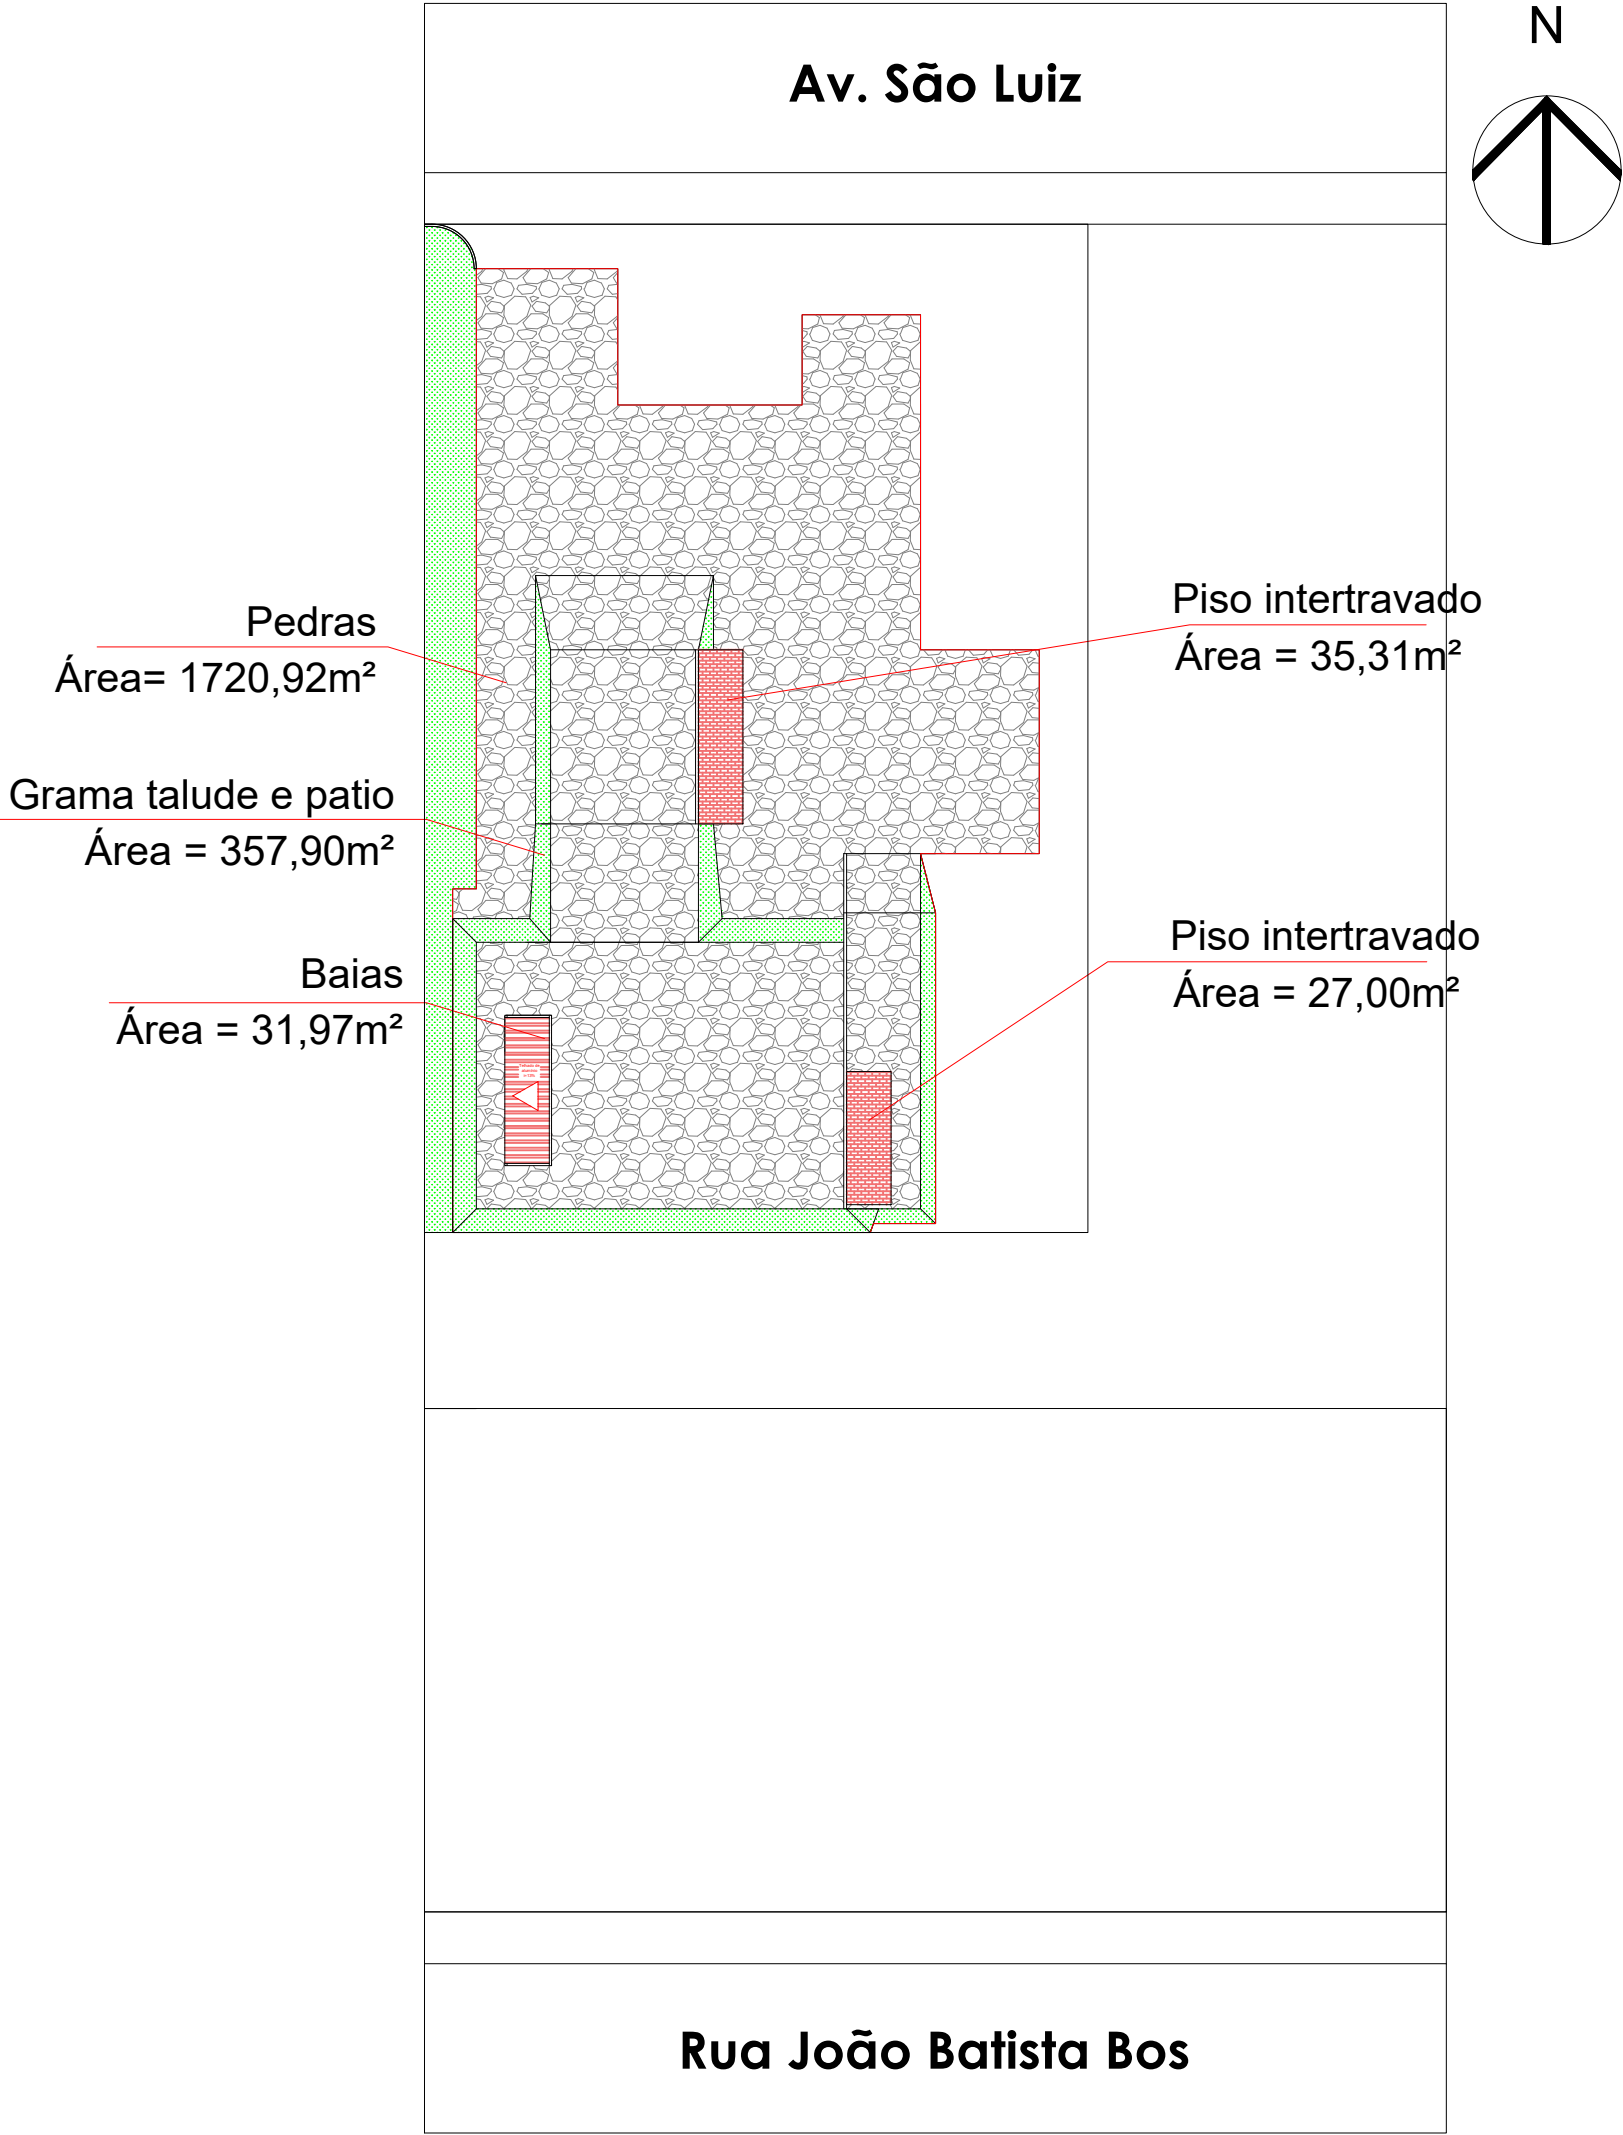 N
Av. São Luiz
Pedras
Área= 1720,92m²
Piso intertravado
Área = 35,31m²
Grama talude e patio
Área = 357,90m²
Piso intertravado
Área = 27,00m²
Baias
Área = 31,97m²
Rua João Batista Bos